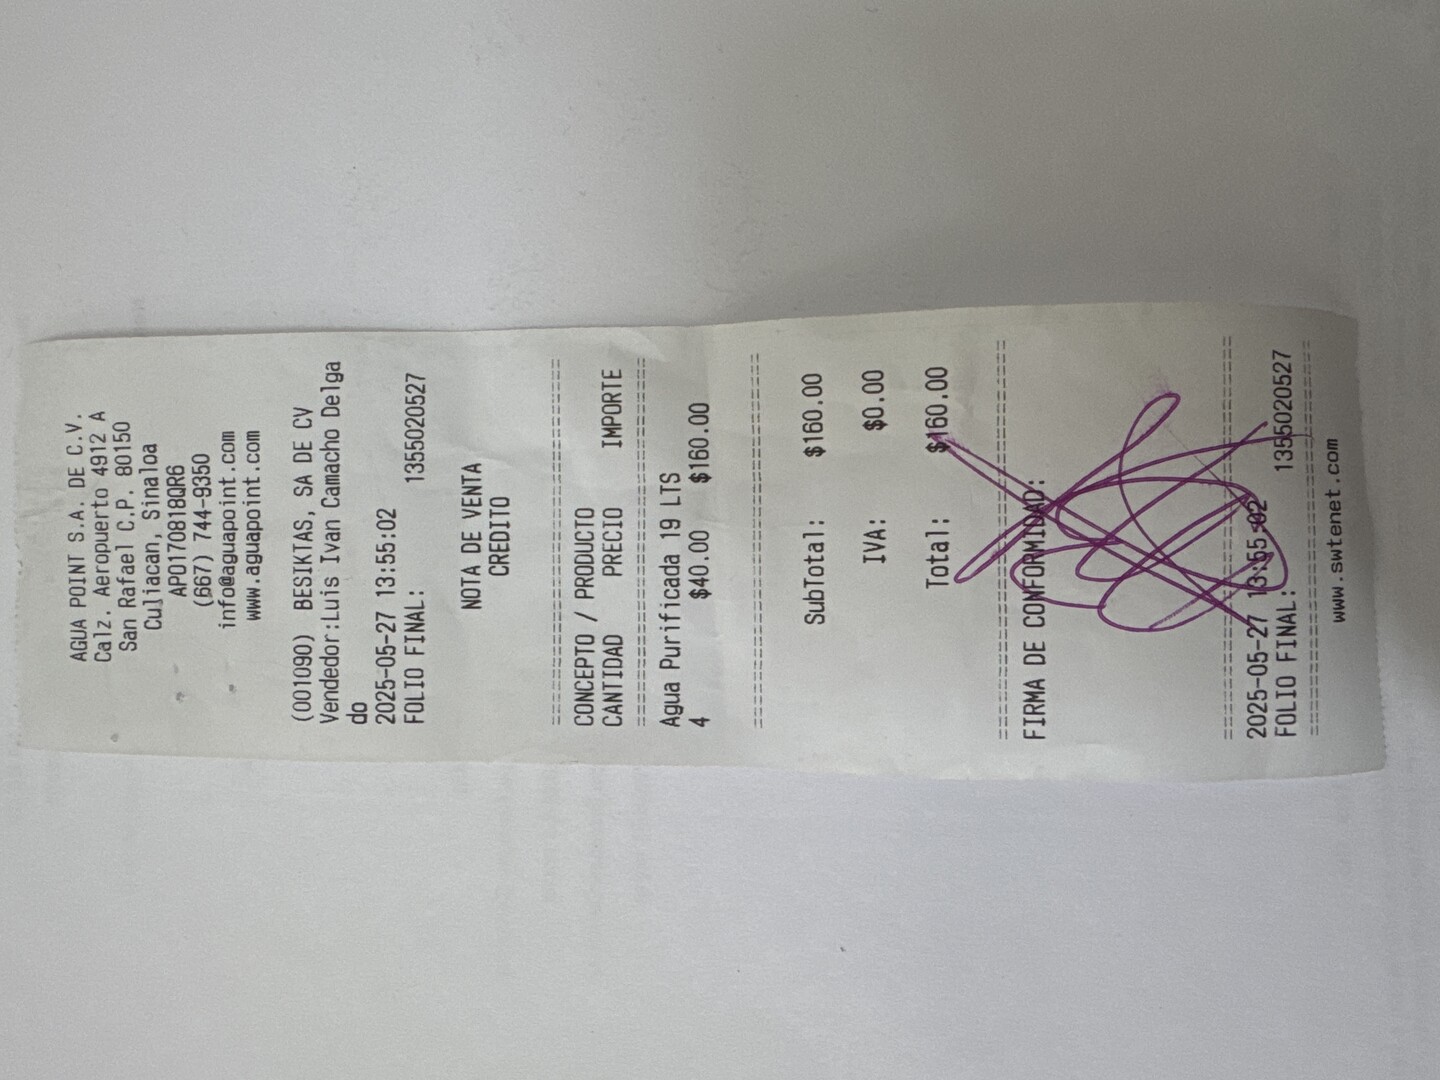 AGUA POINT S.A. DE C.V.
Calz. Aeropuerto 4912 A
San Rafael C.P. 80150
Culiacan, Sinaloa
APO170818QR6
(667) 744-9350
info@aguapoint.com
www.aguapoint.com
(001090) BESIKTAS, SA DE CV
Vendedor:Luis Ivan Camacho Delga
do
2025-05-27 13:55:02
FOLIO FINAL: 1355020527
NOTA DE VENTA
CREDITO
================================
CONCEPTO / PRODUCTO
CANTIDAD PRECIO IMPORTE
================================
Agua Purificada 19 LTS
4 $40.00 $160.00
================================
SubTotal: $160.00
IVA: $0.00
Total: $160.00
================================
FIRMA DE CONFORMIDAD:
================================
2025-05-27 13:55:02
FOLIO FINAL: 1355020527
================================
www.swtenet.com